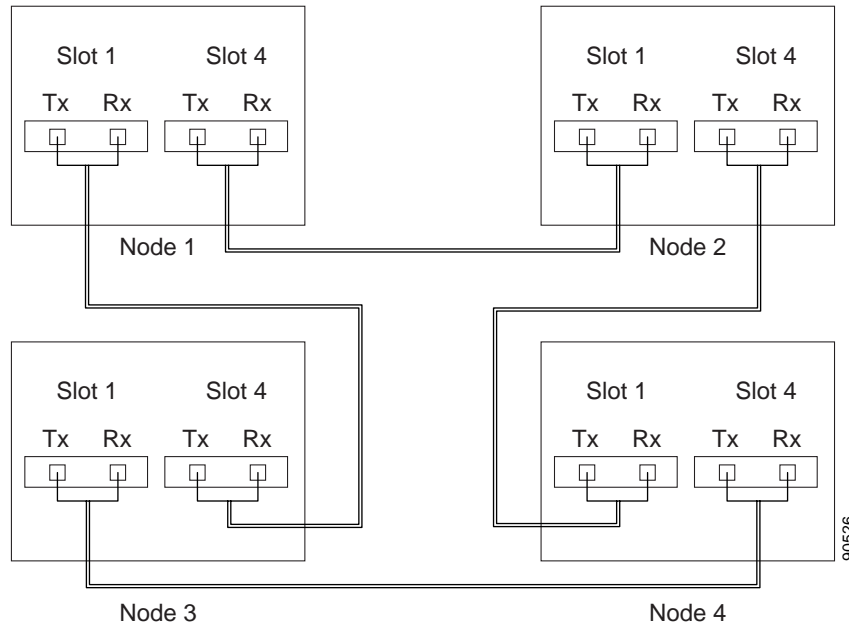 Slot 1 Slot 4
Tx Rx Tx Rx
Slot 1 Slot 4
Tx Rx Tx Rx
Node 1
Node 2
Slot 1 Slot 4
Tx Rx Tx Rx
Slot 1 Slot 4
Tx Rx Tx Rx
90526
Node 3
Node 4